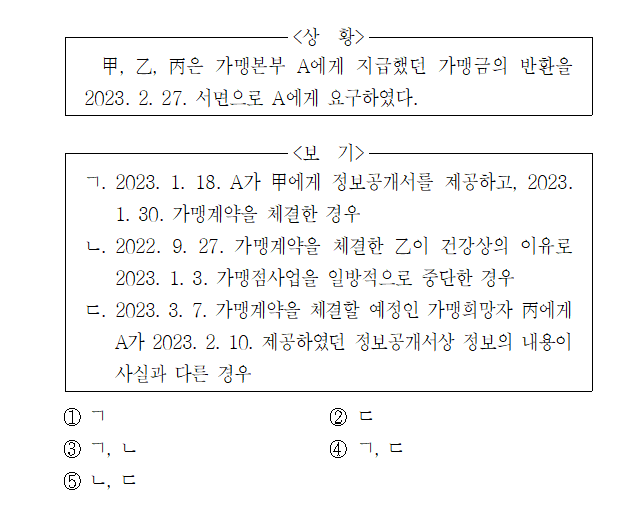 <상 황>
甲, 乙, 丙은 가맹본부 A에게 지급했던 가맹금의 반환을
2023. 2. 27. 서면으로 A에게 요구하였다.
<보 기>
ㄱ. 2023. 1. 18. A가 甲에게 정보공개서를 제공하고, 2023.
1. 30. 가맹계약을 체결한 경우
ㄴ. 2022. 9. 27. 가맹계약을 체결한 乙이 건강상의 이유로
2023. 1. 3. 가맹점사업을 일방적으로 중단한 경우
ㄷ. 2023. 3. 7. 가맹계약을 체결할 예정인 가맹희망자 丙에게
A가 2023. 2. 10. 제공하였던 정보공개서상 정보의 내용이
사실과 다른 경우
① ㄱ ② ㄷ
③ ㄱ, ㄴ ④ ㄱ, ㄷ
⑤ ㄴ, ㄷ